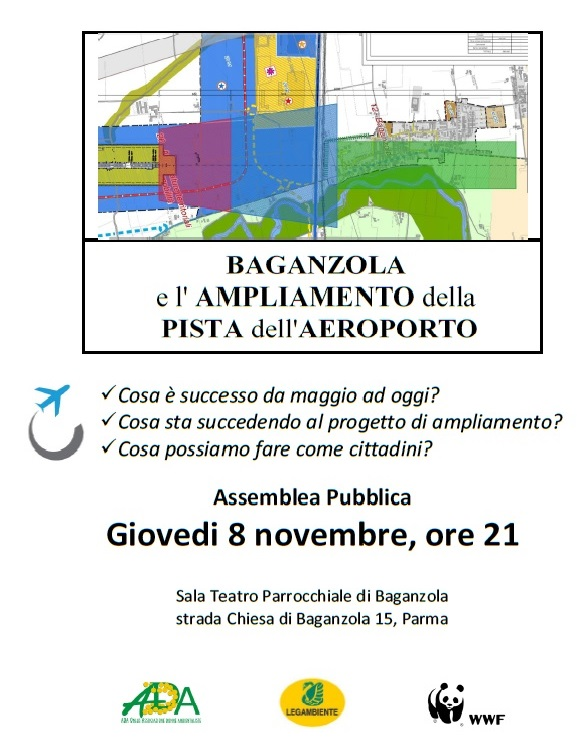 BAGANZOLA
e l' AMPLIAMENTO della
PISTA dell'AEROPORTO
✓Cosa è successo da maggio ad oggi?
✓Cosa sta succedendo al progetto di ampliamento?
✓Cosa possiamo fare come cittadini?
Assemblea Pubblica
Giovedi 8 novembre, ore 21
Sala Teatro Parrocchiale di Baganzola
strada Chiesa di Baganzola 15, Parma
ADA
LEGAMBIENTE
WWF